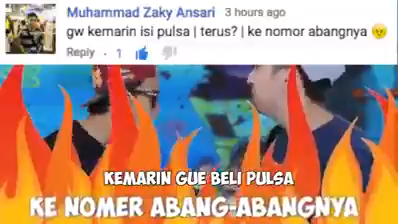 Muhammad Zaky Ansari 3 hours ago
gw kemarin isi pulsa | terus? | ke nomor abangnya
Reply · 1
KEMARIN GUE BELI PULSA
KE NOMER ABANG-ABANGNYA